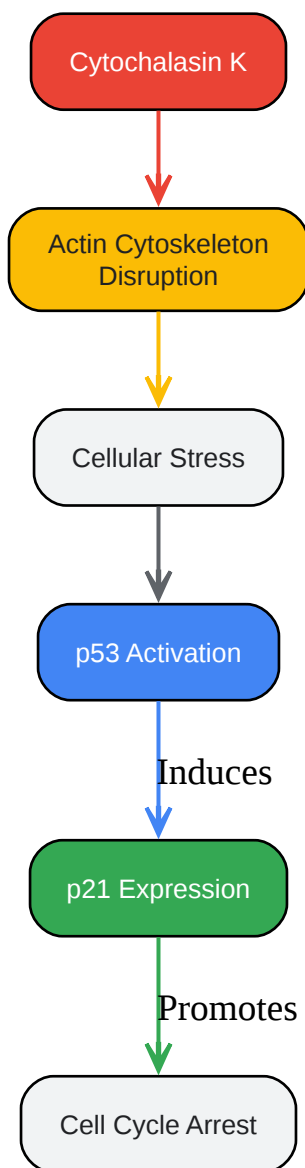 Cytochalasin K
Actin Cytoskeleton
Disruption
Cellular Stress
p53 Activation
Induces
p21 Expression
Promotes
Cell Cycle Arrest